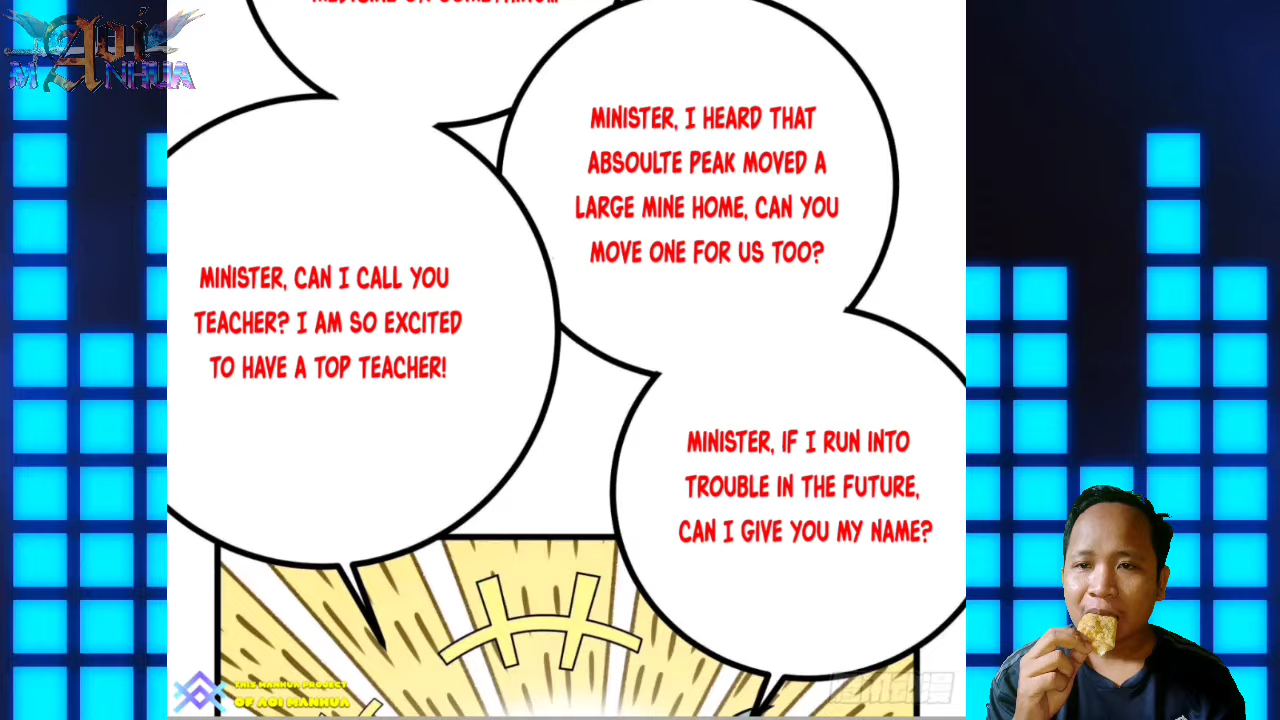 Aoi
MANHUA
MINISTER, I HEARD THAT
ABSOULTE PEAK MOVED A
LARGE MINE HOME, CAN YOU
MOVE ONE FOR US TOO?
MINISTER, CAN I CALL YOU
TEACHER? I AM SO EXCITED
TO HAVE A TOP TEACHER!
MINISTER, IF I RUN INTO
TROUBLE IN THE FUTURE,
CAN I GIVE YOU MY NAME?
THIS MANHUA PROJECT
OF AOI MANHUA